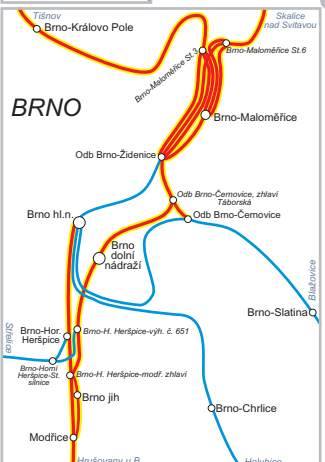 Tišnov
Skalice
nad Svitavou
Brno-Královo Pole
Brno-Maloměřice St.3
Brno-Maloměřice St.6
BRNO
Brno-Maloměřice
Odb Brno-Židenice
Odb Brno-Černovice, zhlaví
Táborská
Odb Brno-Černovice
Brno hl.n.
Brno
dolní
nádraží
Blažovice
Brno-Slatina
Střelice
Brno-Hor.
Heršpice
Brno-H. Heršpice-výh. č. 651
Brno-Horní
Heršpice-St.
silnice
Brno-H. Heršpice-modř. zhlaví
Brno jih
Brno-Chrlice
Modřice
Hrušovany u B.
Holubice